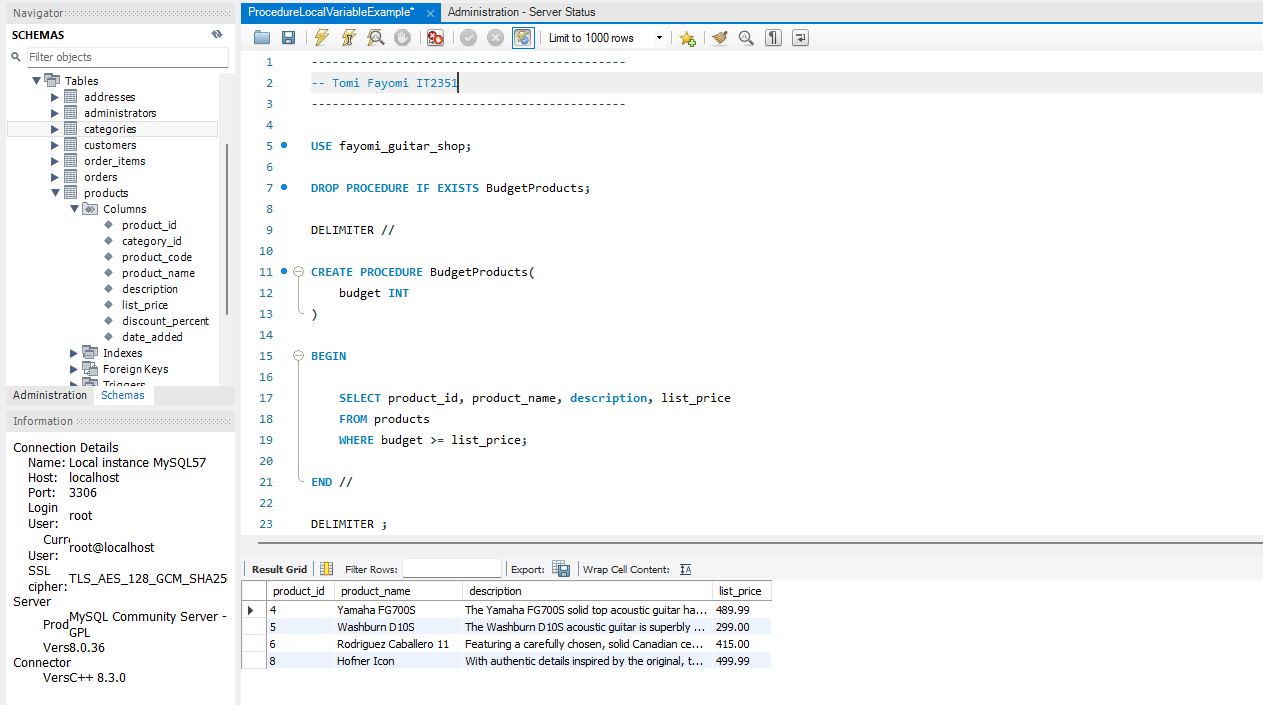 Navigator
SCHEMAS
Filter objects
Tables
addresses
administrators
categories
customers
order_items
orders
products
Columns
product_id
category_id
product_code
product_name
description
list_price
discount_percent
date_added
Indexes
Foreign Keys
Triggers
Administration Schemas
Information
Connection Details
Name: Local instance MySQL57
Host: localhost
Port: 3306
Login
User: root
Curr
User: root@localhost
SSL
cipher: TLS_AES_128_GCM_SHA25
Server
Prod MySQL Community Server -
GPL
Vers 8.0.36
Connector
Vers C++ 8.3.0
ProcedureLocalVariableExample* × Administration - Server Status
Limit to 1000 rows
1 ---------------------------------------------
2 -- Tomi Fayomi IT2351
3 ---------------------------------------------
4
5 USE fayomi_guitar_shop;
6
7 DROP PROCEDURE IF EXISTS BudgetProducts;
8
9 DELIMITER //
10
11 CREATE PROCEDURE BudgetProducts(
12 budget INT
13 )
14
15 BEGIN
16
17 SELECT product_id, product_name, description, list_price
18 FROM products
19 WHERE budget >= list_price;
20
21 END //
22
23 DELIMITER ;
Result Grid Filter Rows: Export: Wrap Cell Content:
product_id product_name description list_price
4 Yamaha FG700S The Yamaha FG700S solid top acoustic guitar ha... 489.99
5 Washburn D10S The Washburn D10S acoustic guitar is superbly ... 299.00
6 Rodriguez Caballero 11 Featuring a carefully chosen, solid Canadian ce... 415.00
8 Hofner Icon With authentic details inspired by the original, t... 499.99